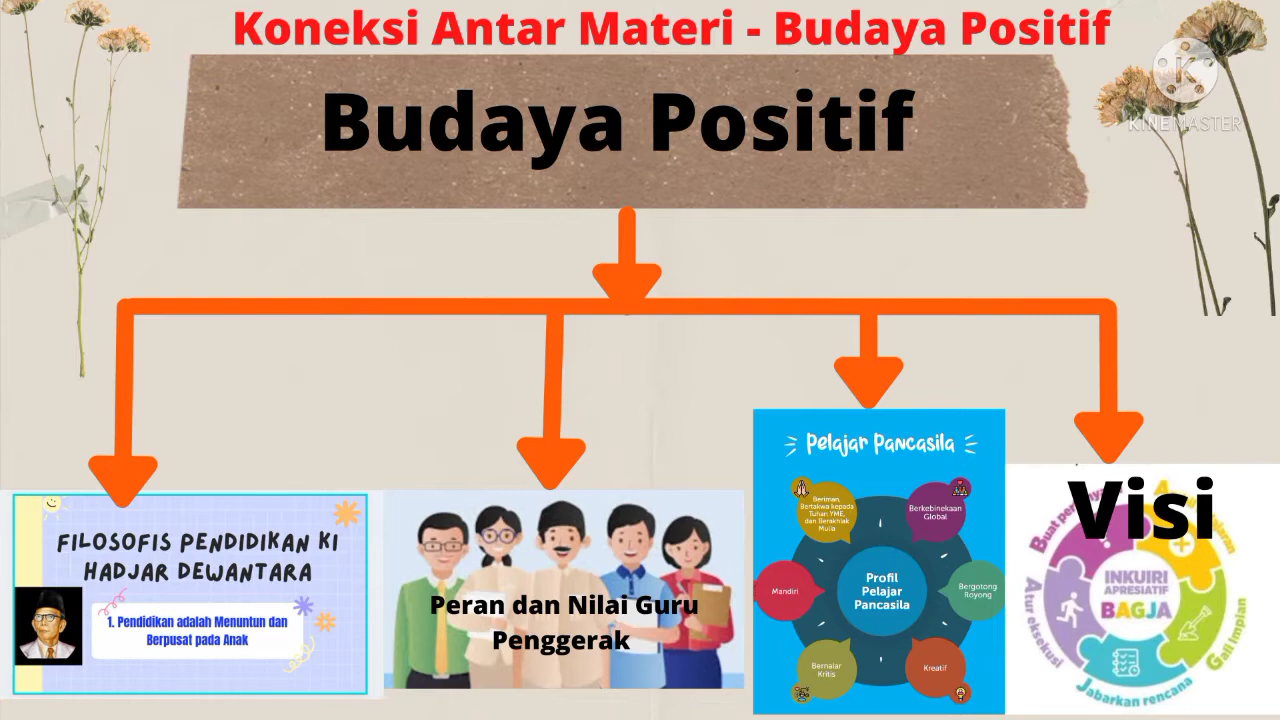 Koneksi Antar Materi - Budaya Positif
Budaya Positif
KINEMASTER
FILOSOFIS PENDIDIKAN KI
HADJAR DEWANTARA
1. Pendidikan adalah Menuntun dan
Berpusat pada Anak
Peran dan Nilai Guru
Penggerak
Pelajar Pancasila
Beriman,
Bertakwa kepada
Tuhan YME,
dan Berakhlak
Mulia
Berkebinekaan
Global
Mandiri
Profil
Pelajar
Pancasila
Bergotong
Royong
Bernalar
Kritis
Kreatif
Visi
INKUIRI
APRESIATIF
BAGJA
Atur eksekusi
Gali Impian
Jabarkan rencana